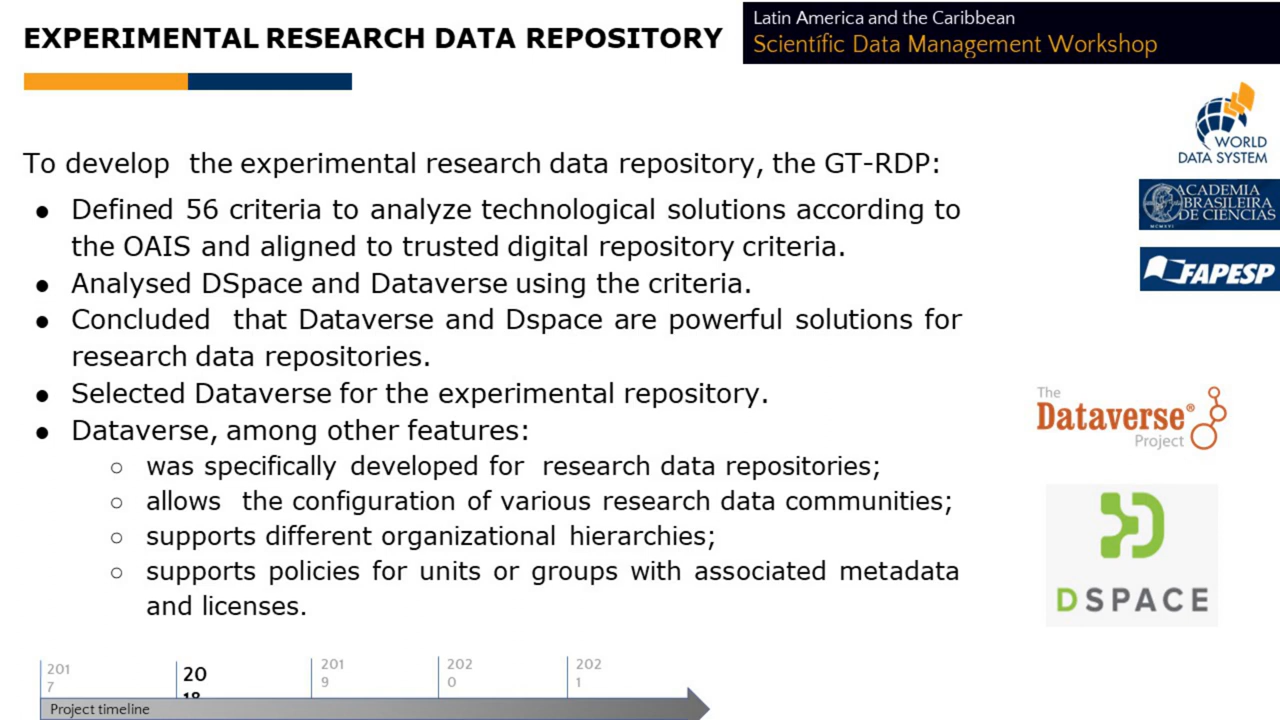 EXPERIMENTAL RESEARCH DATA REPOSITORY
Latin America and the Caribbean
Scientific Data Management Workshop
WORLD
DATA SYSTEM
ACADEMIA
BRASILEIRA
DE CIÊNCIAS
MCMXVI
FAPESP
To develop the experimental research data repository, the GT-RDP:
● Defined 56 criteria to analyze technological solutions according to
the OAIS and aligned to trusted digital repository criteria.
● Analysed DSpace and Dataverse using the criteria.
● Concluded that Dataverse and Dspace are powerful solutions for
research data repositories.
● Selected Dataverse for the experimental repository.
● Dataverse, among other features:
○ was specifically developed for research data repositories;
○ allows the configuration of various research data communities;
○ supports different organizational hierarchies;
○ supports policies for units or groups with associated metadata
and licenses.
The
Dataverse®
Project
DSPACE
201
7
20
18
201
9
202
0
202
1
Project timeline